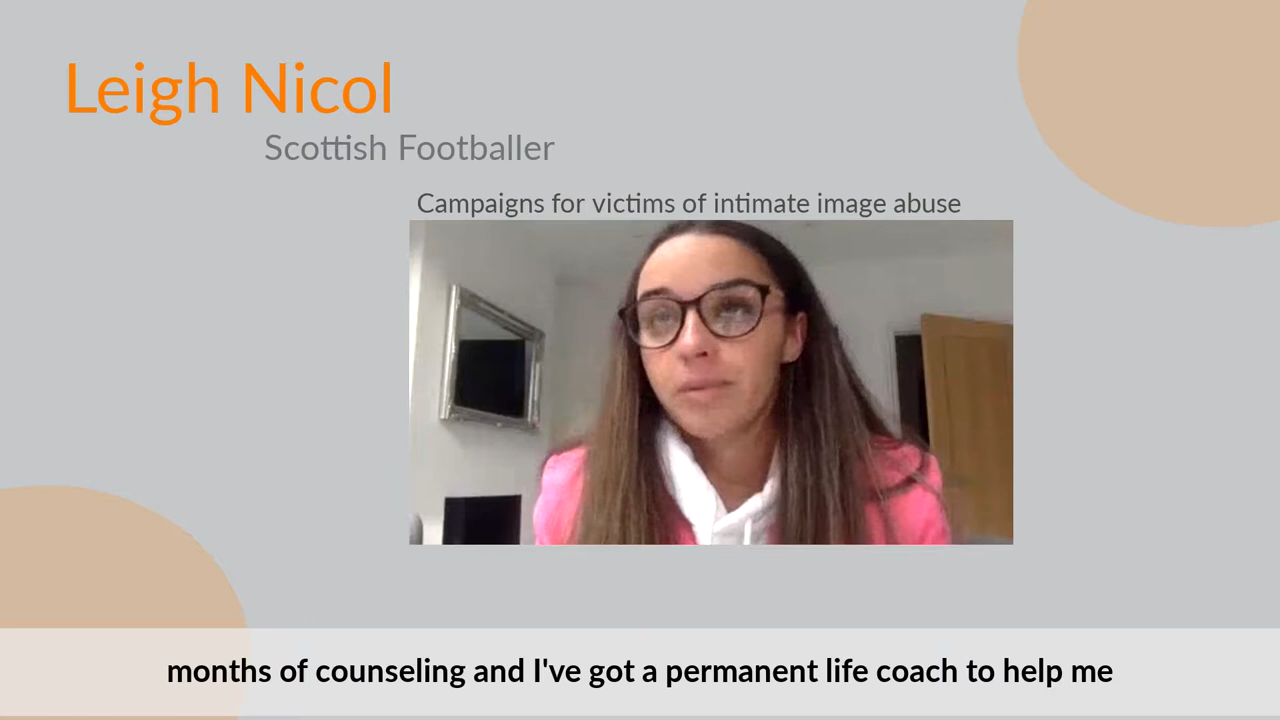 Leigh Nicol
Scottish Footballer
Campaigns for victims of intimate image abuse
months of counseling and I've got a permanent life coach to help me